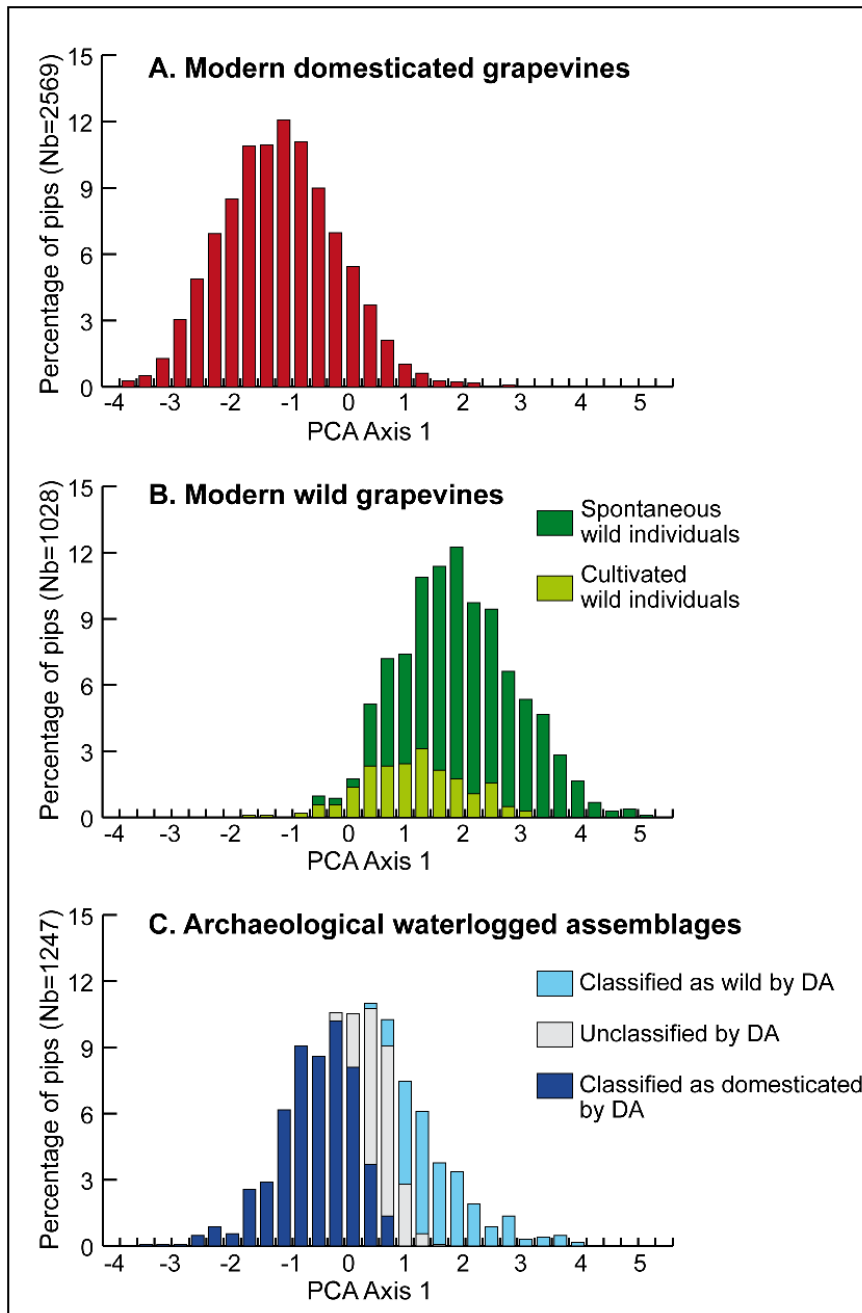 A. Modern domesticated grapevines
Percentage of pips (Nb=2569)
15
12
9
6
3
0
-4 -3 -2 -1 0 1 2 3 4 5
PCA Axis 1
B. Modern wild grapevines
Percentage of pips (Nb=1028)
15
12
9
6
3
0
Spontaneous
wild individuals
Cultivated
wild individuals
-4 -3 -2 -1 0 1 2 3 4 5
PCA Axis 1
C. Archaeological waterlogged assemblages
Percentage of pips (Nb=1247)
15
12
9
6
3
0
Classified as wild by DA
Unclassified by DA
Classified as domesticated
by DA
-4 -3 -2 -1 0 1 2 3 4 5
PCA Axis 1